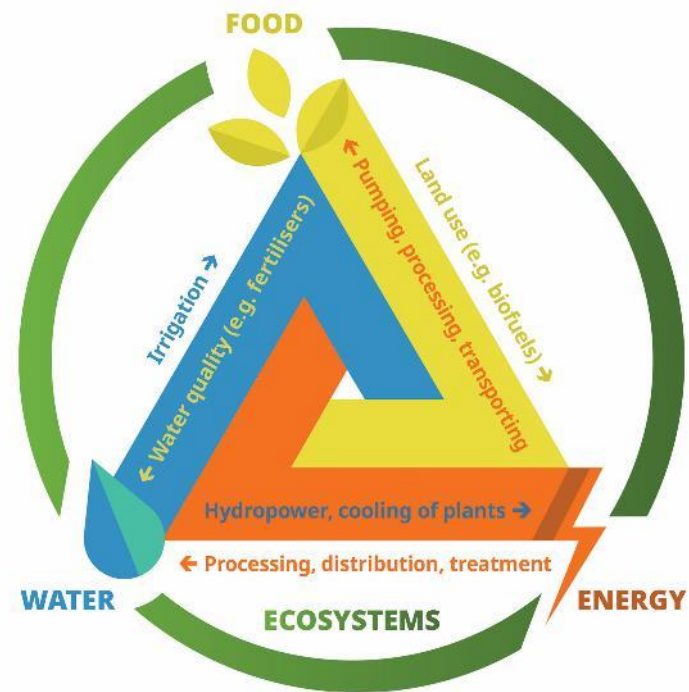 FOOD
Irrigation →
← Water quality (e.g. fertilisers)
← Pumping, processing, transporting
Land use (e.g. biofuels) →
Hydropower, cooling of plants →
← Processing, distribution, treatment
WATER
ECOSYSTEMS
ENERGY